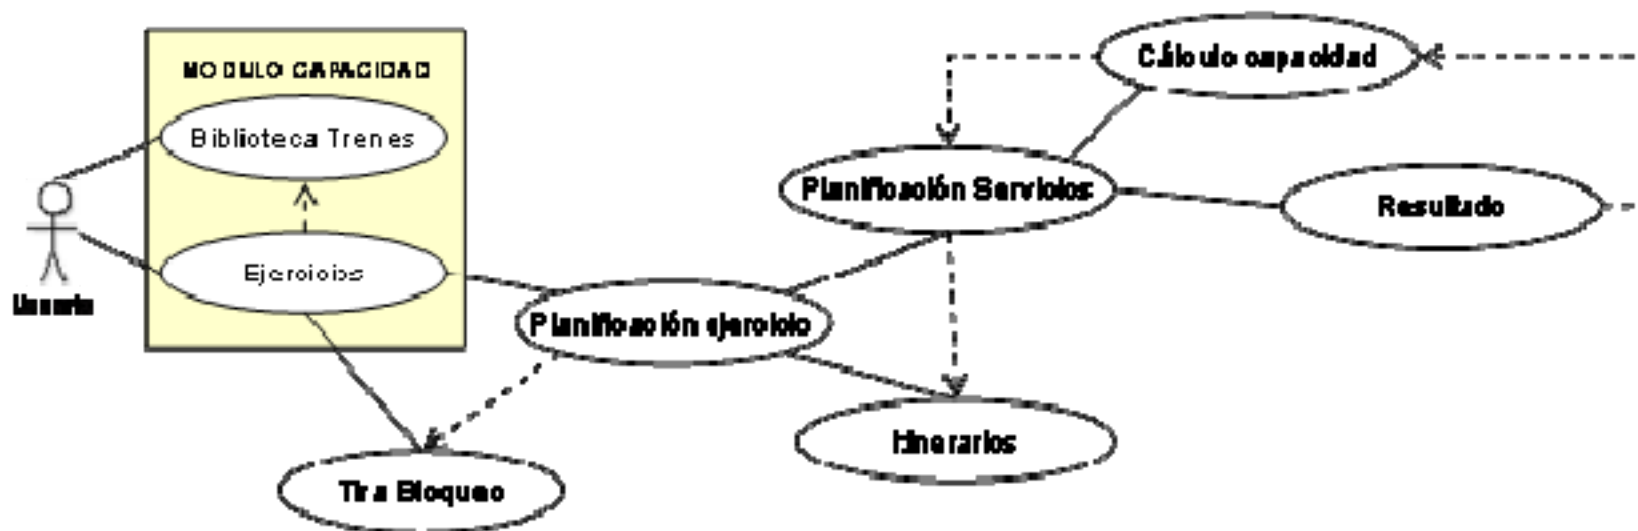 MODULO CAPACIDAD
Cálculo capacidad
Biblioteca Trenes
Planificación Servicios
Resultado
Ejercicios
Usuario
Planificación ejercicio
Itinerarios
Tira Bloqueo